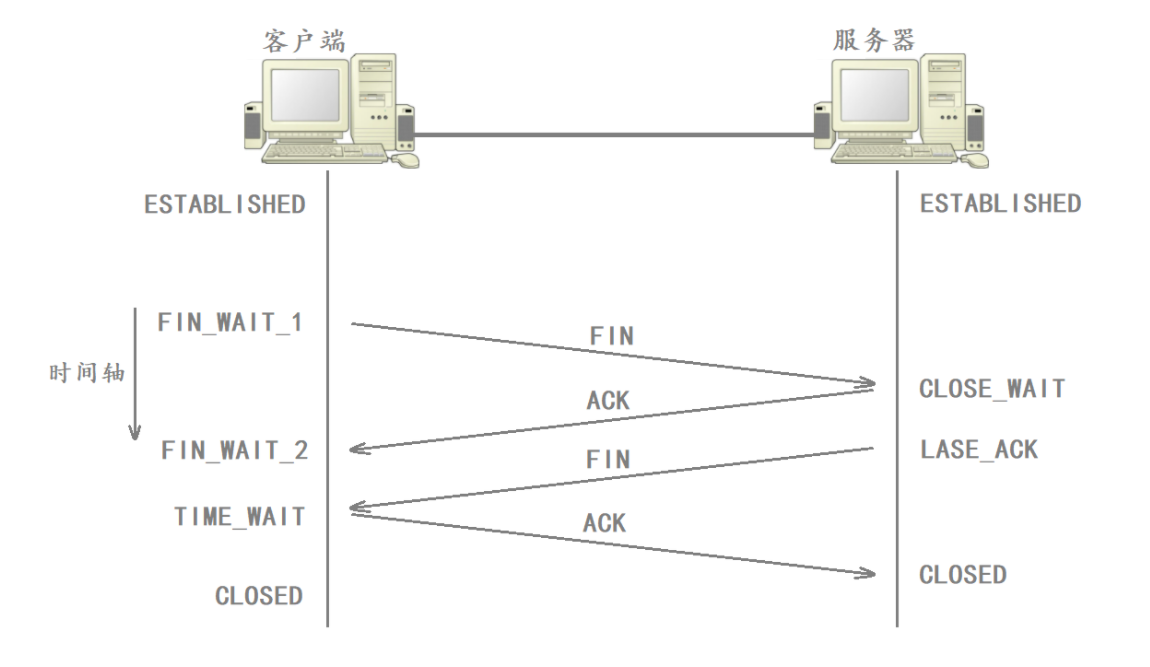 客户端
服务器
ESTABLISHED
ESTABLISHED
FIN_WAIT_1
FIN
时间轴
CLOSE_WAIT
ACK
FIN_WAIT_2
FIN
LASE_ACK
TIME_WAIT
ACK
CLOSED
CLOSED